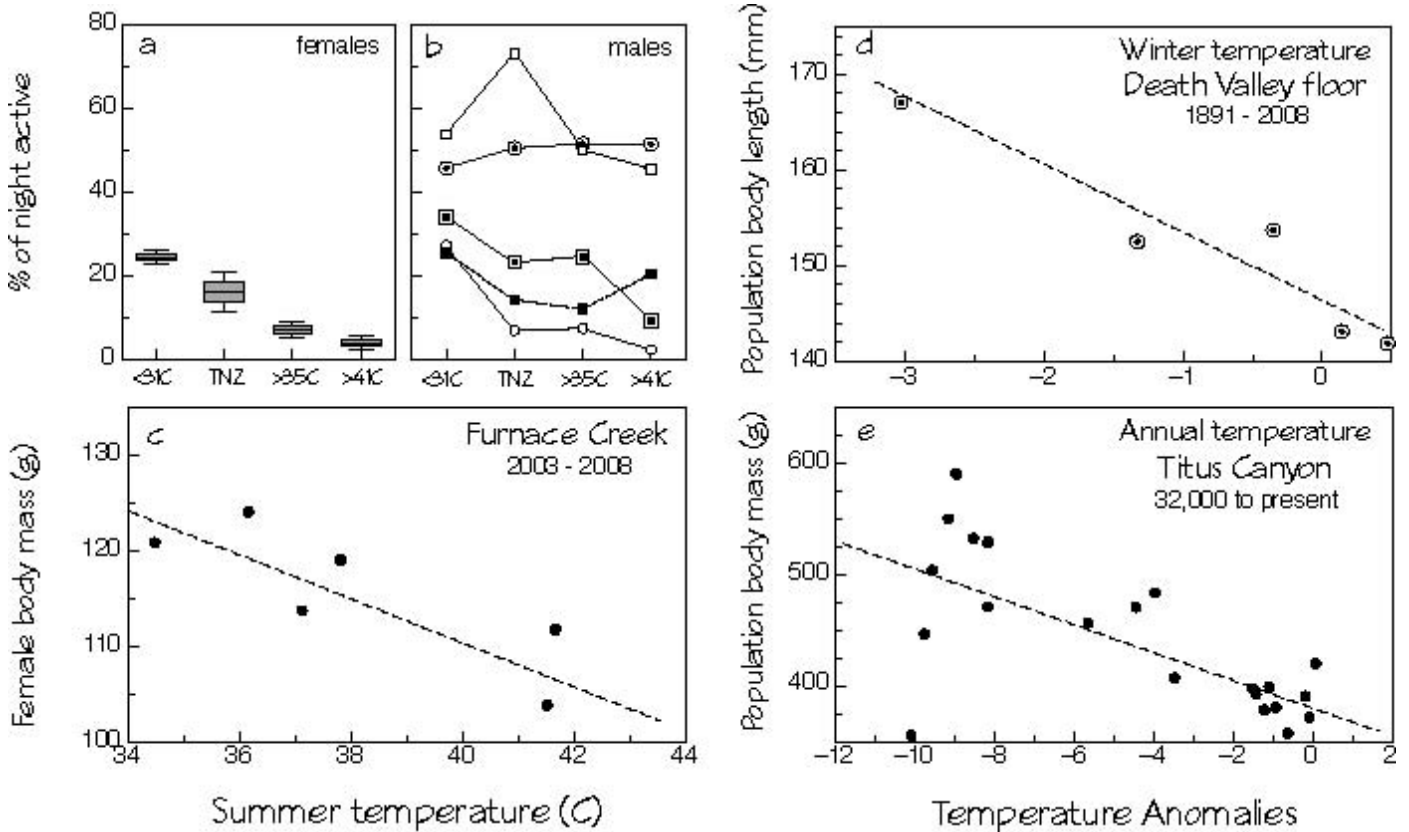 % of night active
80
60
40
20
0
a
females
<31C
TNZ
>35C
>41C
b
males
<31C
TNZ
>35C
>41C
Population body length (mm)
170
160
150
140
d
Winter temperature
Death Valley floor
1891 - 2008
−3
−2
−1
0
Female body mass (g)
130
120
110
100
c
Furnace Creek
2003 - 2008
34
36
38
40
42
44
Summer temperature (C)
Population body mass (g)
600
500
400
e
Annual temperature
Titus Canyon
32,000 to present
−12
−10
−8
−6
−4
−2
0
2
Temperature Anomalies